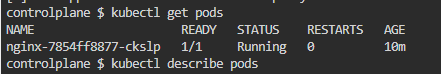 controlplane $ kubectl get pods
NAME READY STATUS RESTARTS AGE
nginx-7854ff8877-ckslp 1/1 Running 0 10m
controlplane $ kubectl describe pods